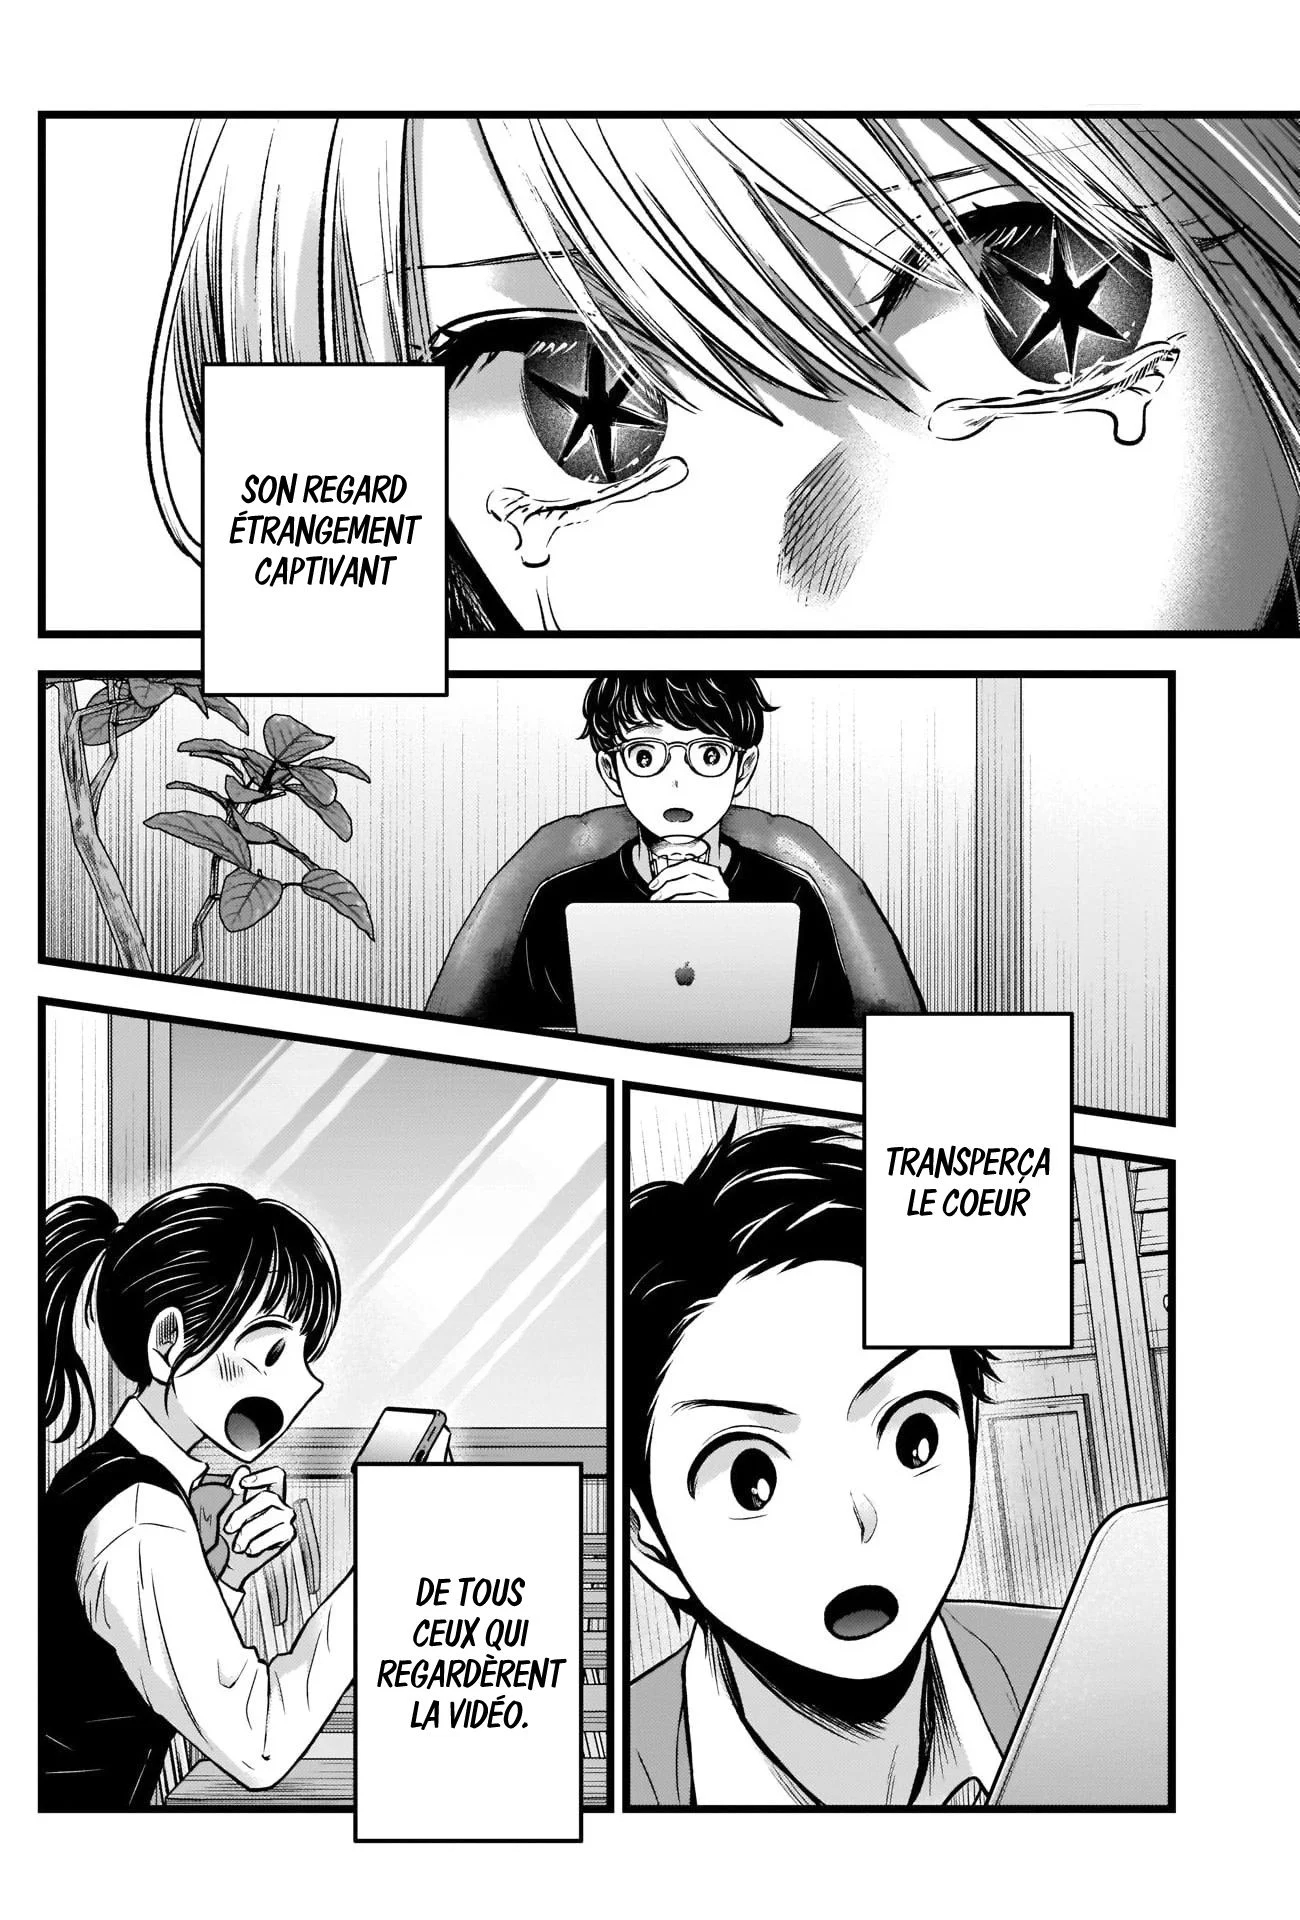 SON REGARD
ÉTRANGEMENT
CAPTIVANT
TRANSPERÇA
LE COEUR
DE TOUS
CEUX QUI
REGARDÈRENT
LA VIDÉO.